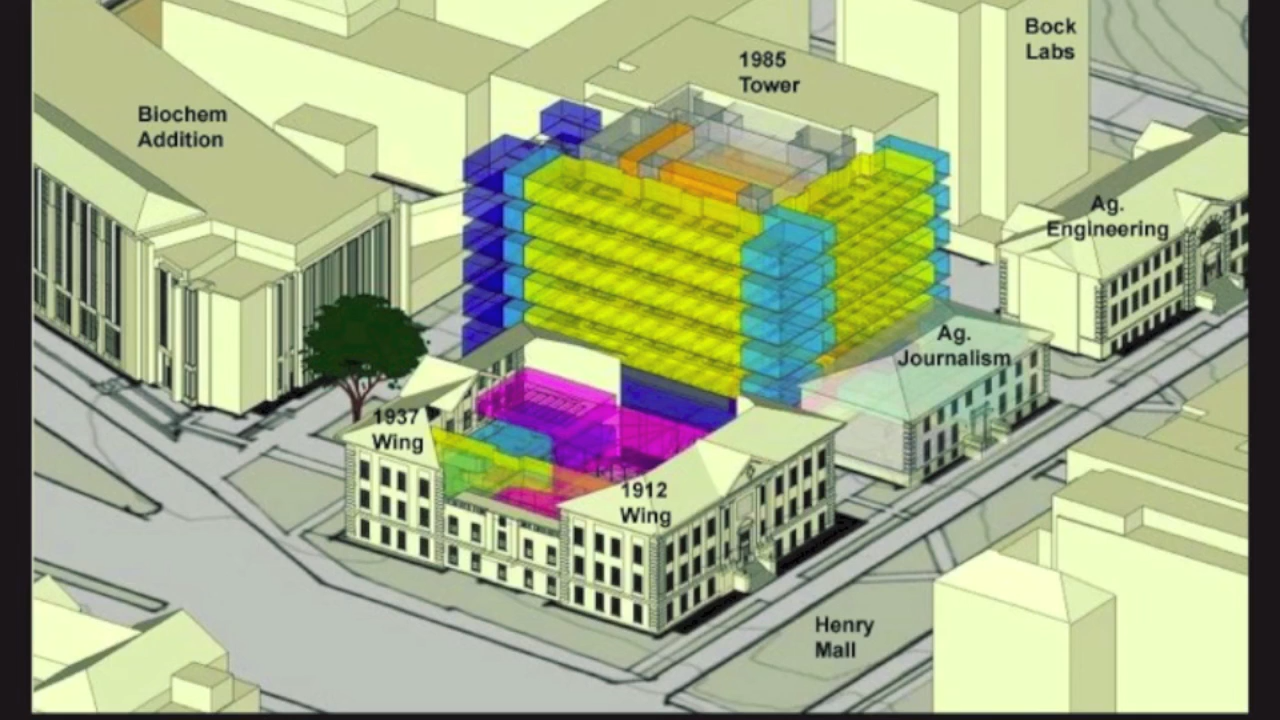 Bock
Labs
1985
Tower
Biochem
Addition
Ag.
Engineering
Ag.
Journalism
1937
Wing
1912
Wing
Henry
Mall